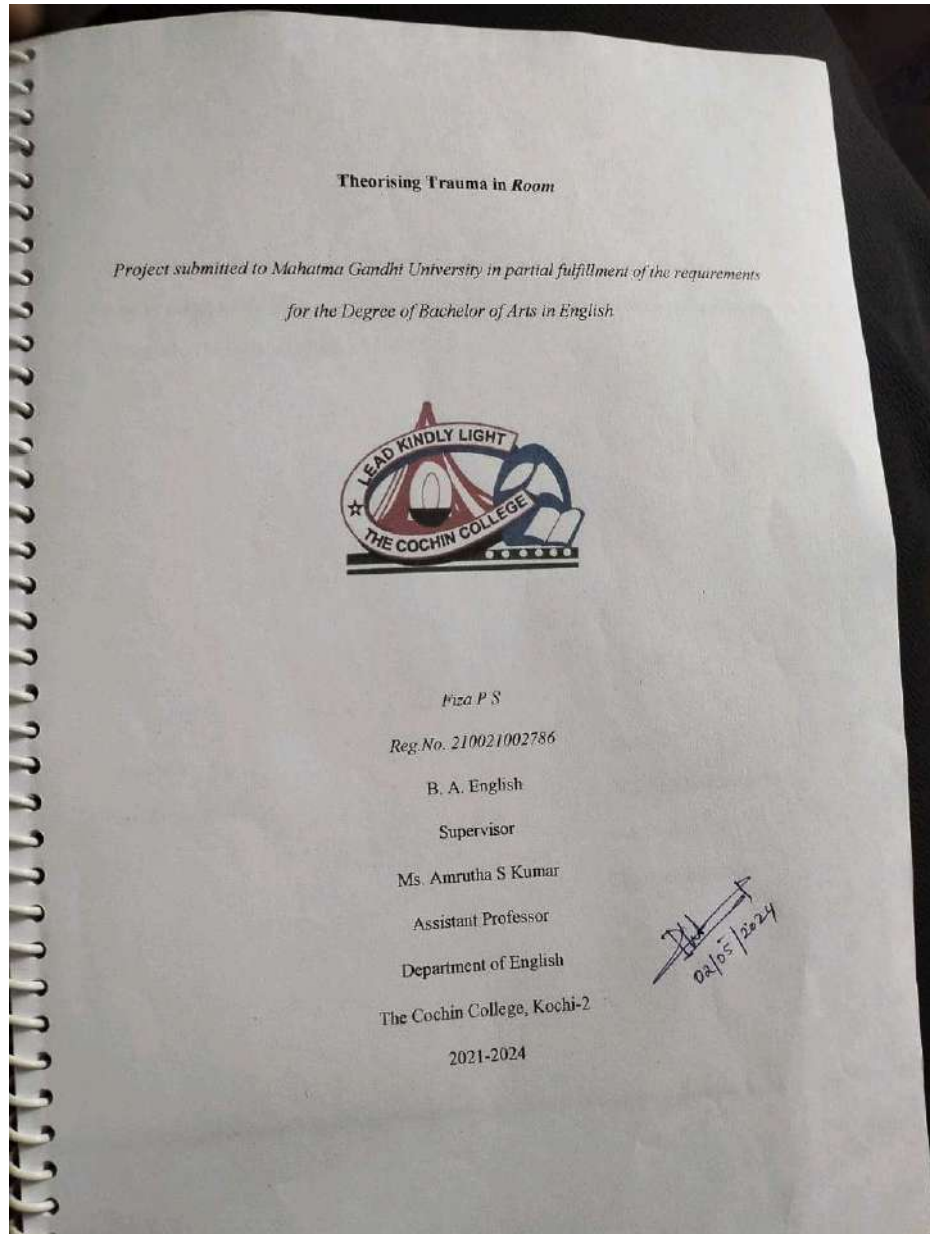 Theorising Trauma in Room
Project submitted to Mahatma Gandhi University in partial fulfillment of the requirements
for the Degree of Bachelor of Arts in English
LEAD KINDLY LIGHT
THE COCHIN COLLEGE
Fiza P S
Reg.No. 210021002786
B. A. English
Supervisor
Ms. Amrutha S Kumar
Assistant Professor
Department of English
The Cochin College, Kochi-2
2021-2024
02/05/2024